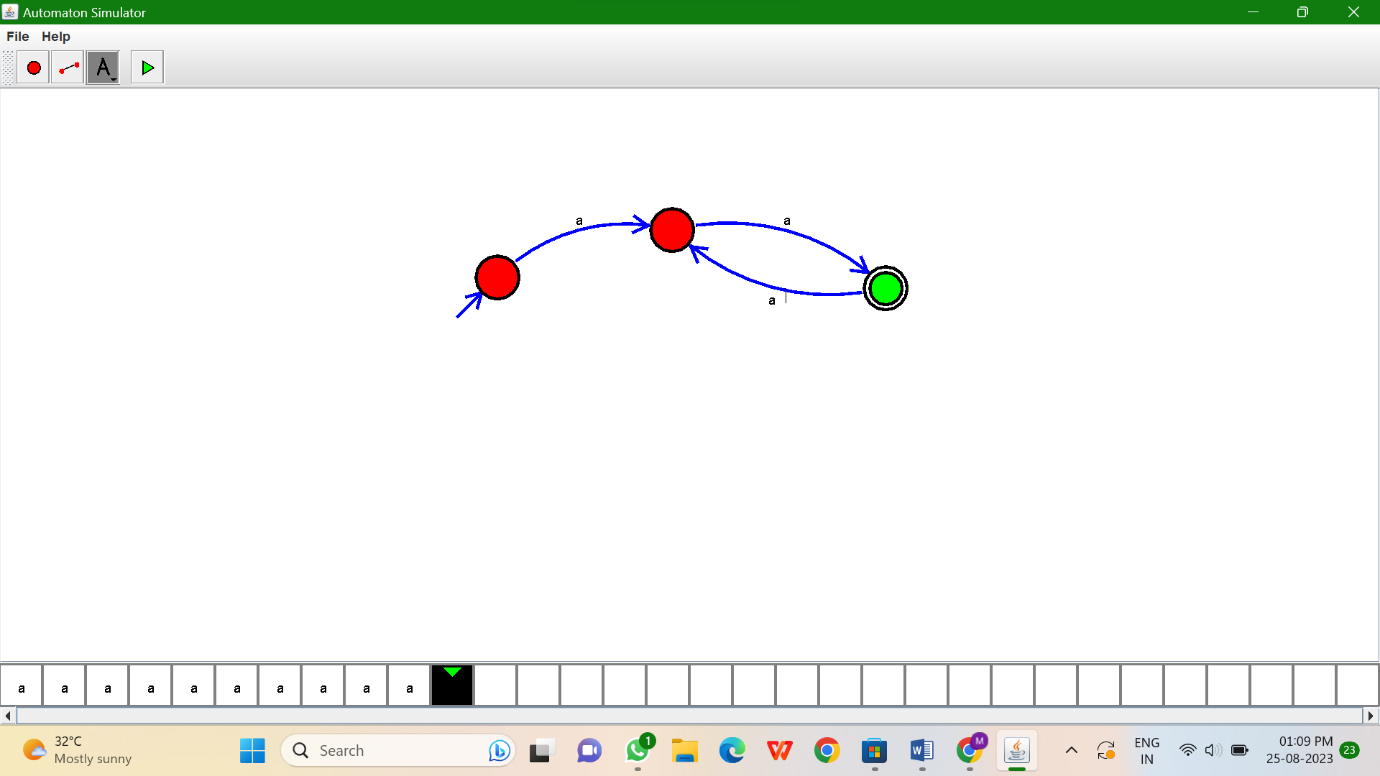 Automaton Simulator
File Help
A
a
a
a
a a a a a a a a a a
32°C
Mostly sunny
Search
1
W
M
ENG
IN
01:09 PM
25-08-2023
23